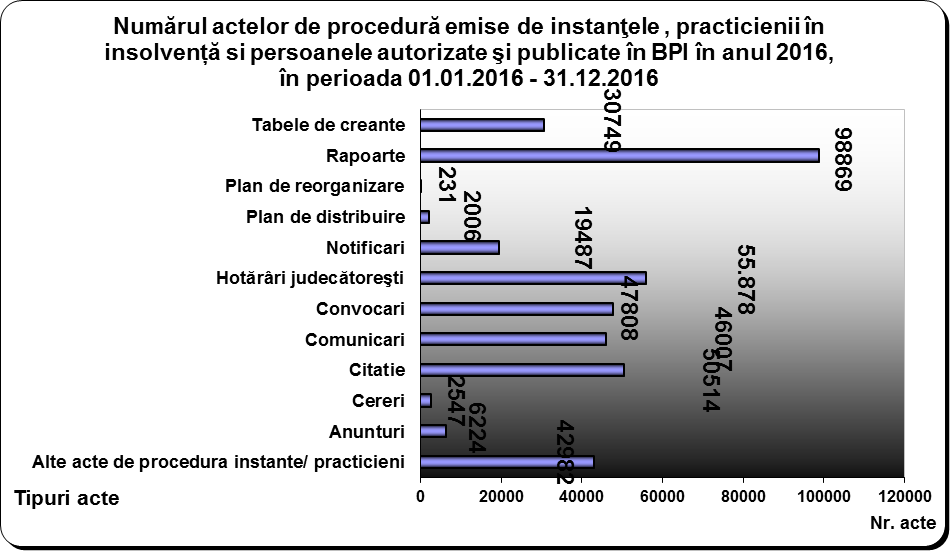 Numărul actelor de procedură emise de instanţele , practicienii în
insolvență si persoanele autorizate şi publicate în BPI în anul 2016,
în perioada 01.01.2016 - 31.12.2016
Tabele de creante
30749
Rapoarte
98869
Plan de reorganizare
231
Plan de distribuire
2006
Notificari
19487
Hotărâri judecătoreşti
55.878
Convocari
47808
Comunicari
46007
Citatie
50514
Cereri
2547
Anunturi
6224
Alte acte de procedura instante/ practicieni
42982
Tipuri acte
0 20000 40000 60000 80000 100000 120000
Nr. acte